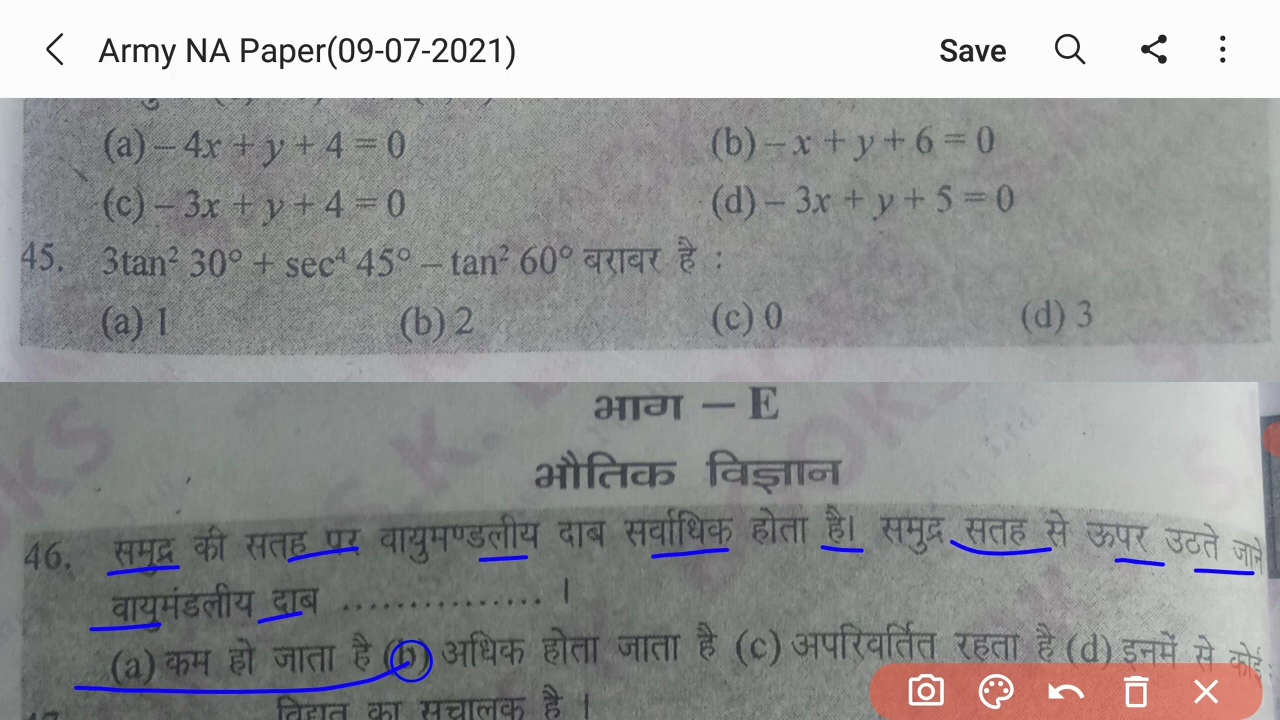 Army NA Paper(09-07-2021)
Save
(a) – 4x + y + 4 = 0 (b) – x + y + 6 = 0
(c) – 3x + y + 4 = 0 (d) – 3x + y + 5 = 0
45. 3tan² 30° + sec⁴ 45° – tan² 60° बराबर है :
(a) 1 (b) 2 (c) 0 (d) 3
भाग – E
भौतिक विज्ञान
46. समुद्र की सतह पर वायुमण्डलीय दाब सर्वाधिक होता है। समुद्र सतह से ऊपर उठते जाने
वायुमंडलीय दाब ............... ।
(a) कम हो जाता है (b) अधिक होता जाता है (c) अपरिवर्तित रहता है (d) इनमें से कोई
विद्युत का सुचालक है ।